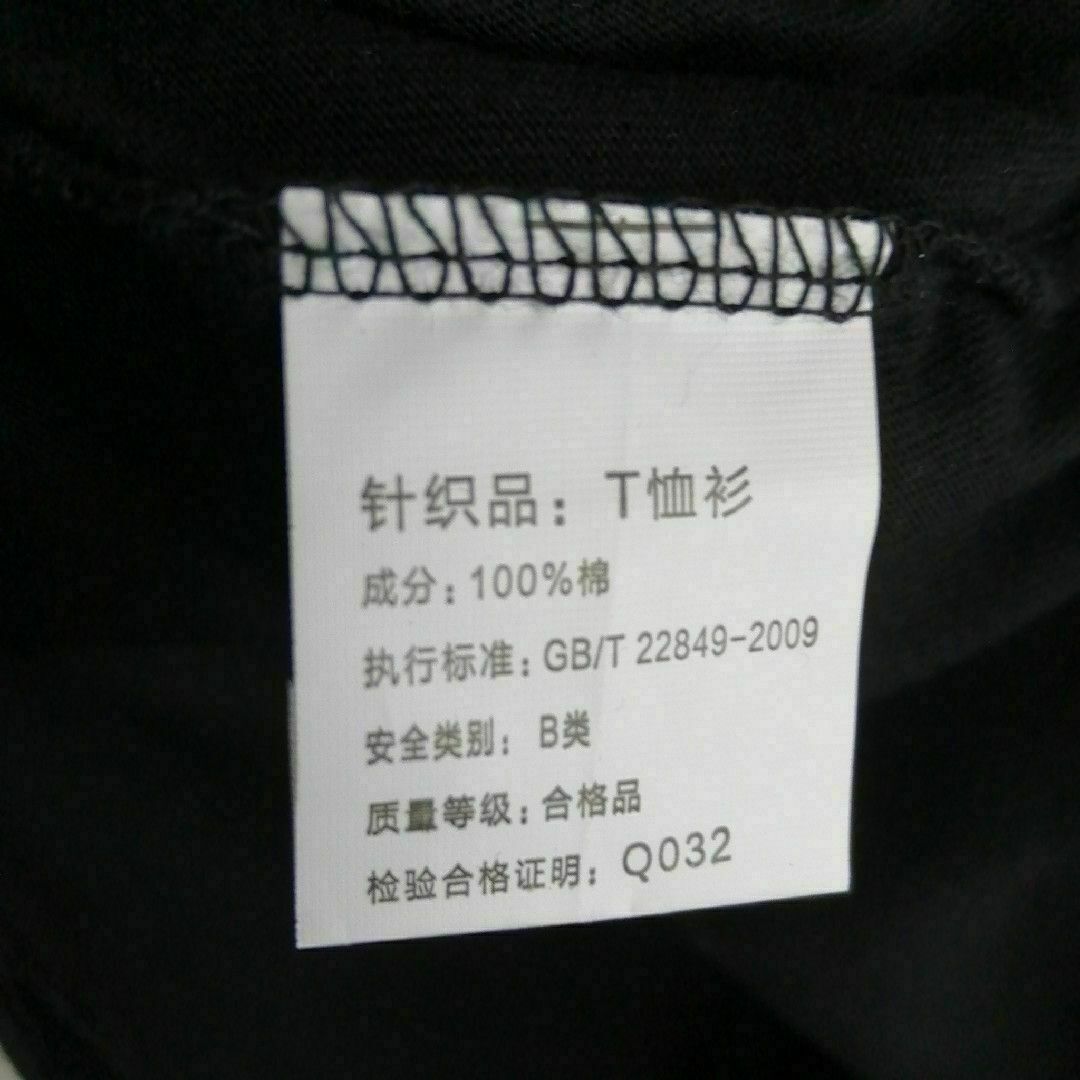 针织品：T恤衫
成分：100%棉
执行标准：GB/T 22849-2009
安全类别：B类
质量等级：合格品
检验合格证明：Q032